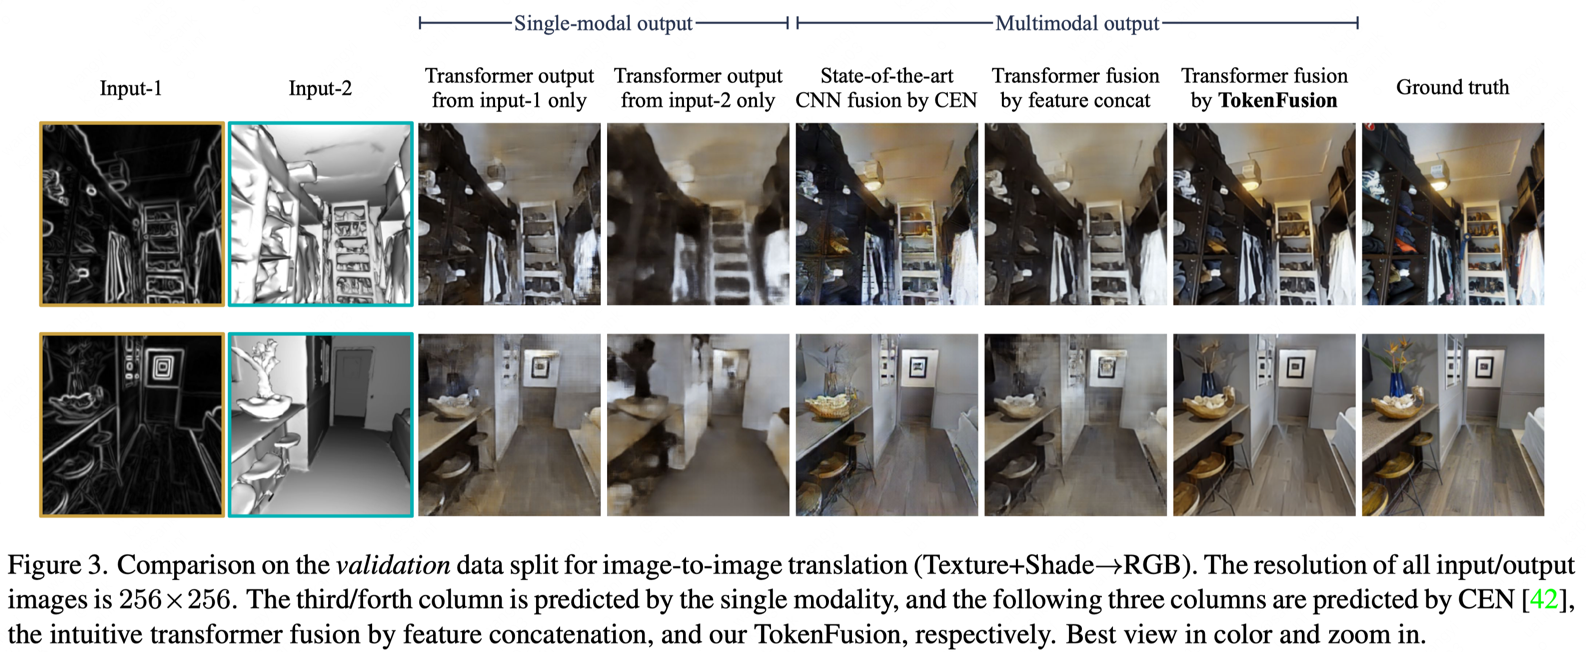 Single-modal output
Multimodal output
Input-1
Input-2
Transformer output
from input-1 only
Transformer output
from input-2 only
State-of-the-art
CNN fusion by CEN
Transformer fusion
by feature concat
Transformer fusion
by TokenFusion
Ground truth
Figure 3. Comparison on the validation data split for image-to-image translation (Texture+Shade→RGB). The resolution of all input/output
images is 256×256. The third/forth column is predicted by the single modality, and the following three columns are predicted by CEN [42],
the intuitive transformer fusion by feature concatenation, and our TokenFusion, respectively. Best view in color and zoom in.